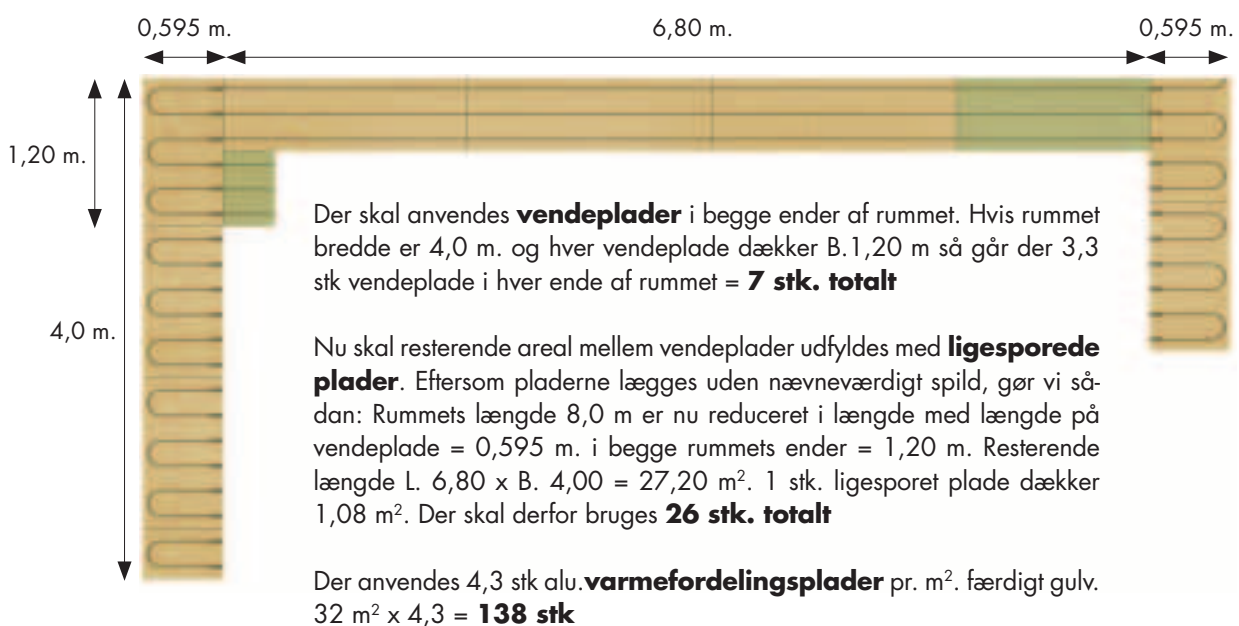 0,595 m.
6,80 m.
0,595 m.
1,20 m.
4,0 m.
Der skal anvendes vendeplader i begge ender af rummet. Hvis rummet
bredde er 4,0 m. og hver vendeplade dækker B.1,20 m så går der 3,3
stk vendeplade i hver ende af rummet = 7 stk. totalt
Nu skal resterende areal mellem vendeplader udfyldes med ligesporede
plader. Eftersom pladerne lægges uden nævneværdigt spild, gør vi så-
dan: Rummets længde 8,0 m er nu reduceret i længde med længde på
vendeplade = 0,595 m. i begge rummets ender = 1,20 m. Resterende
længde L. 6,80 x B. 4,00 = 27,20 m². 1 stk. ligesporet plade dækker
1,08 m². Der skal derfor bruges 26 stk. totalt
Der anvendes 4,3 stk alu.varmefordelingsplader pr. m². færdigt gulv.
32 m² x 4,3 = 138 stk